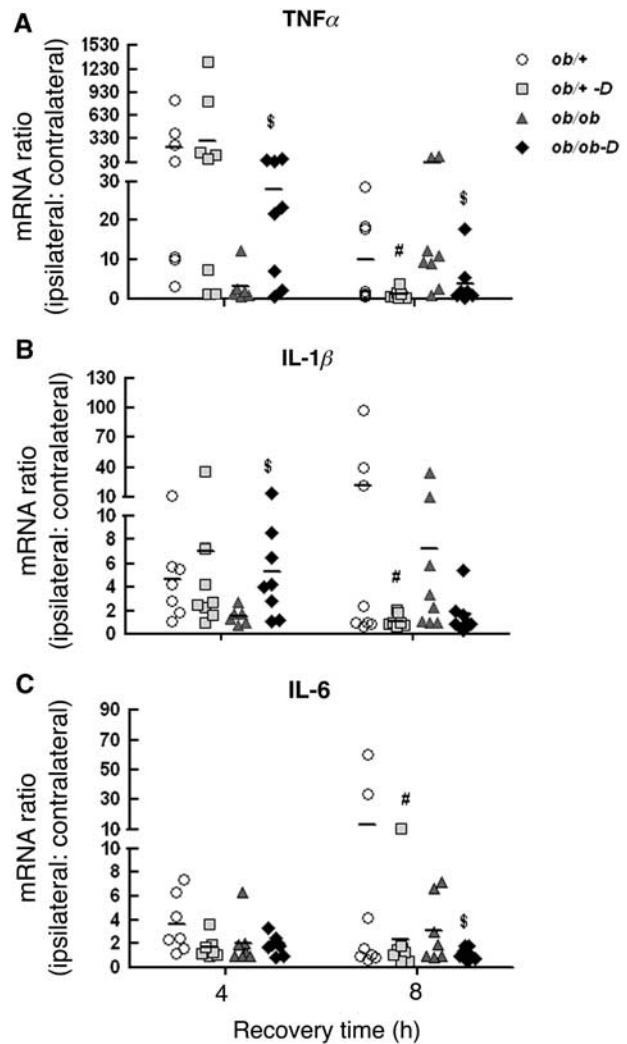 A
TNFα
mRNA ratio
(ipsilateral: contralateral)
1530
1230
930
630
330
30
30
20
10
0
$
#
$
ob/+
ob/+ -D
ob/ob
ob/ob-D
B
IL-1β
mRNA ratio
(ipsilateral: contralateral)
130
100
70
40
10
10
8
6
4
2
0
$
#
C
IL-6
mRNA ratio
(ipsilateral: contralateral)
90
70
50
30
10
10
8
6
4
2
0
#
$
4 8
Recovery time (h)